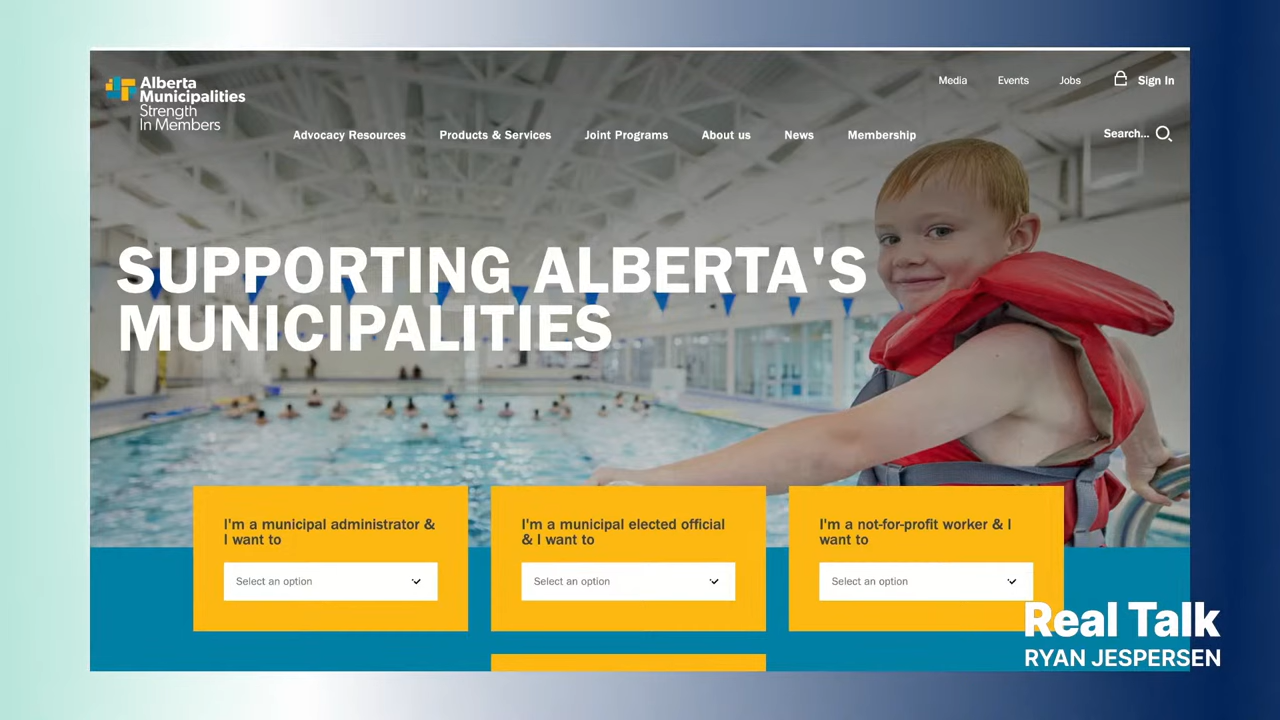 Alberta
Municipalities
Strength
In Members
Media
Events
Jobs
Sign In
Advocacy Resources
Products & Services
Joint Programs
About us
News
Membership
Search...
SUPPORTING ALBERTA'S
MUNICIPALITIES
I'm a municipal administrator &
I want to
Select an option
I'm a municipal elected official
& I want to
Select an option
I'm a not-for-profit worker & I
want to
Select an option
Real Talk
RYAN JESPERSEN